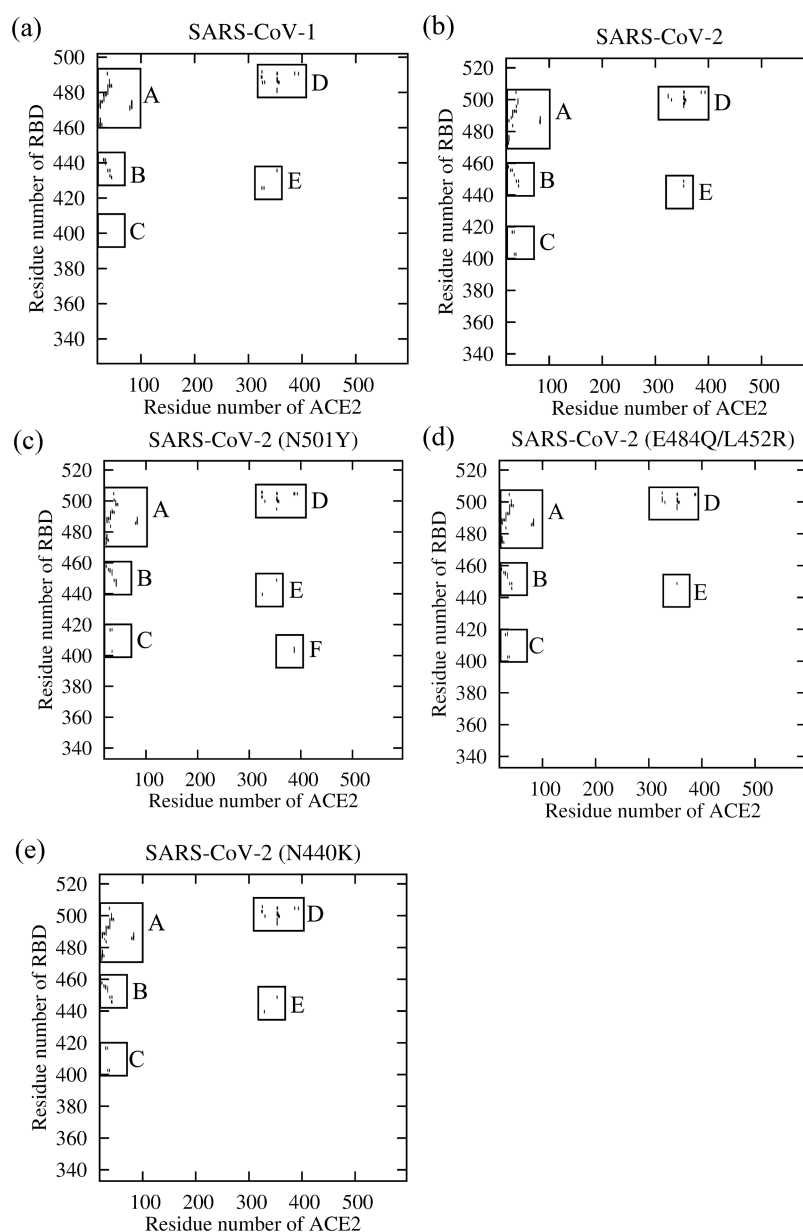 (a)
SARS-CoV-1
500
480
460
440
420
400
380
360
340
A
B
C
D
E
100 200 300 400 500
Residue number of RBD
Residue number of ACE2
(b)
SARS-CoV-2
520
500
480
460
440
420
400
380
360
340
A
B
C
D
E
100 200 300 400 500
Residue number of RBD
Residue number of ACE2
(c)
SARS-CoV-2 (N501Y)
520
500
480
460
440
420
400
380
360
340
A
B
C
D
E
F
100 200 300 400 500
Residue number of RBD
Residue number of ACE2
(d)
SARS-CoV-2 (E484Q/L452R)
520
500
480
460
440
420
400
380
360
340
A
B
C
D
E
100 200 300 400 500
Residue number of RBD
Residue number of ACE2
(e)
SARS-CoV-2 (N440K)
520
500
480
460
440
420
400
380
360
340
A
B
C
D
E
100 200 300 400 500
Residue number of RBD
Residue number of ACE2